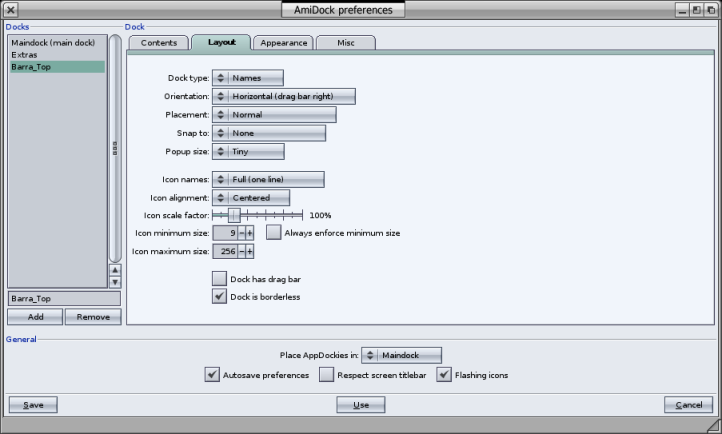 AmiDock preferences
Docks
Dock
Maindock (main dock)
Extras
Barra_Top
Contents
Layout
Appearance
Misc
Dock type: Names
Orientation: Horizontal (drag bar right)
Placement: Normal
Snap to: None
Popup size: Tiny
Icon names: Full (one line)
Icon alignment: Centered
Icon scale factor: 100%
Icon minimum size: 9 - + Always enforce minimum size
Icon maximum size: 256 - +
Dock has drag bar
Dock is borderless
Barra_Top
Add
Remove
General
Place AppDockies in: Maindock
Autosave preferences
Respect screen titlebar
Flashing icons
Save
Use
Cancel